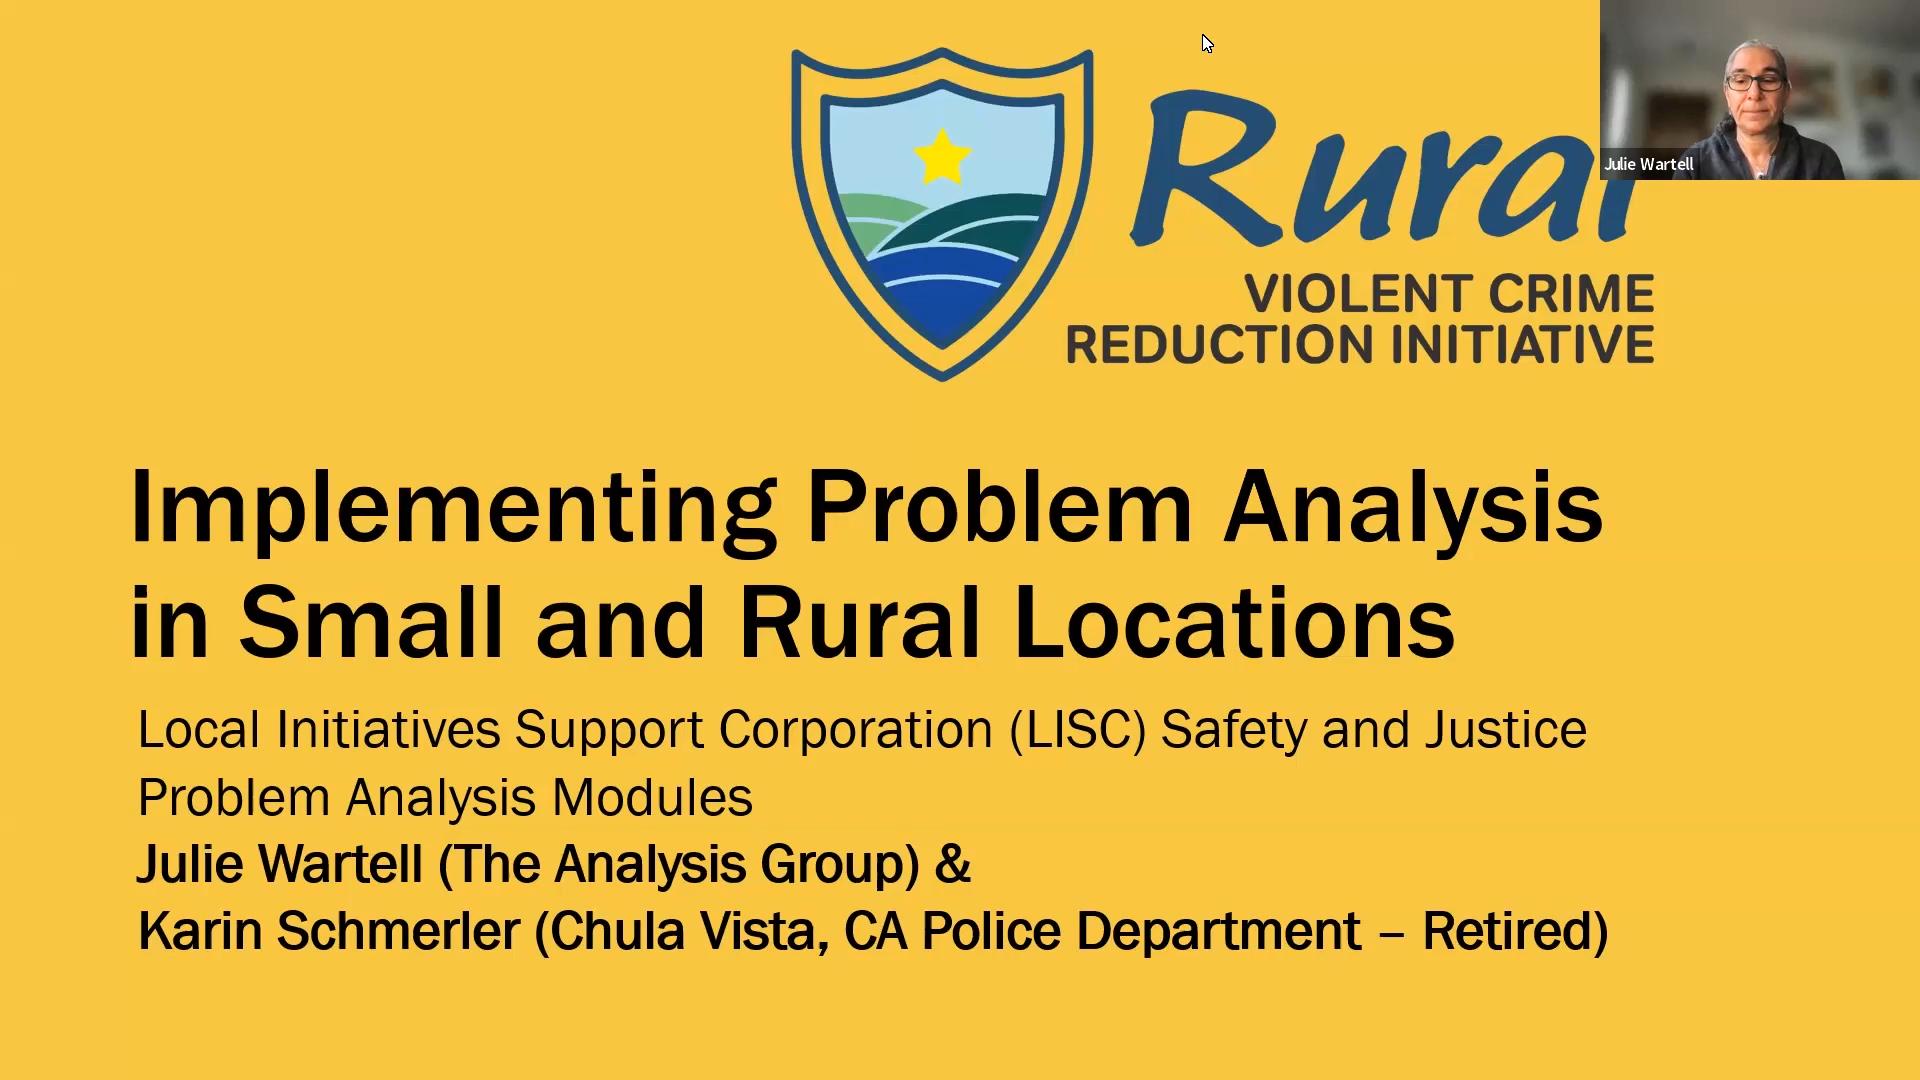 Rural
Julie Wartell
VIOLENT CRIME
REDUCTION INITIATIVE
Implementing Problem Analysis
in Small and Rural Locations
Local Initiatives Support Corporation (LISC) Safety and Justice
Problem Analysis Modules
Julie Wartell (The Analysis Group) &
Karin Schmerler (Chula Vista, CA Police Department – Retired)